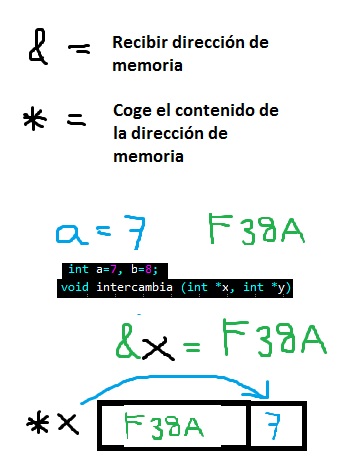 & = Recibir dirección de
memoria
* = Coge el contenido de
la dirección de
memoria
a = 7 F38A
int a=7, b=8;
void intercambia (int *x, int *y)
&x = F38A
*x F38A 7